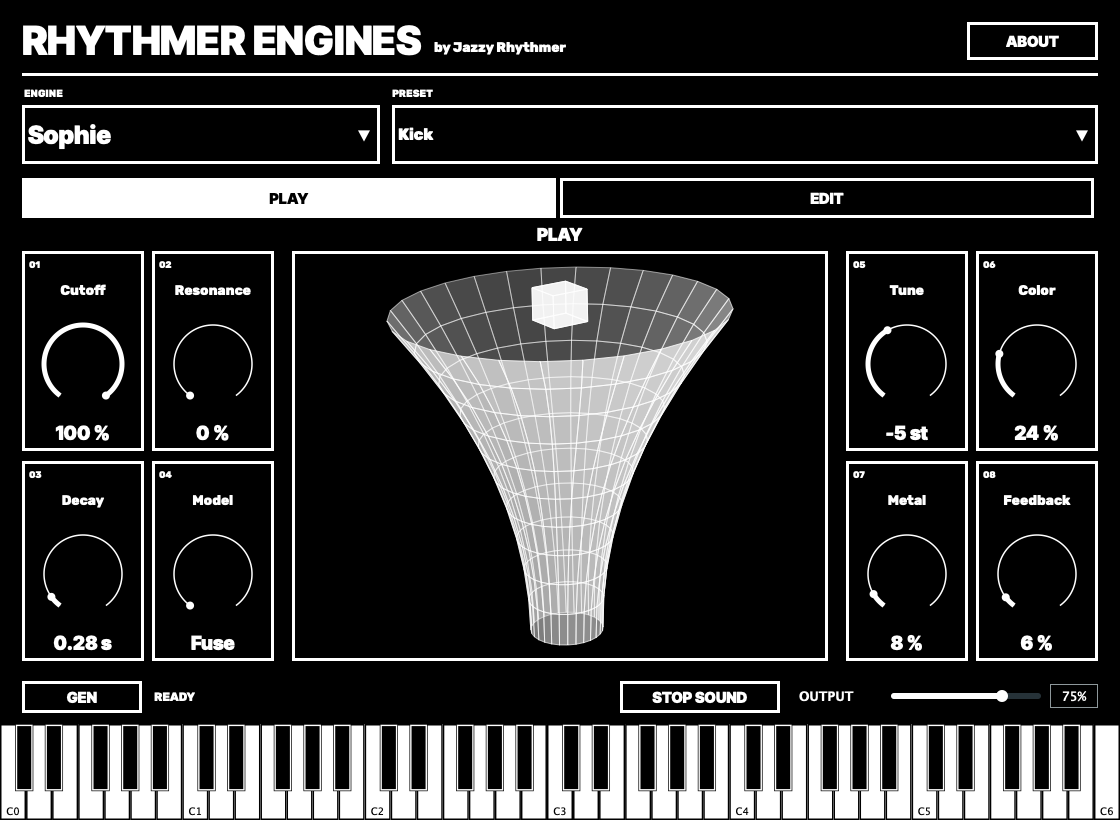 RHYTHMER ENGINES by Jazzy Rhythmer
ABOUT
ENGINE
PRESET
Sophie ▼
Kick ▼
PLAY
EDIT
PLAY
01
Cutoff
100 %
02
Resonance
0 %
03
Decay
0.28 s
04
Model
Fuse
05
Tune
-5 st
06
Color
24 %
07
Metal
8 %
08
Feedback
6 %
GEN
READY
STOP SOUND
OUTPUT
75%
C0 C1 C2 C3 C4 C5 C6